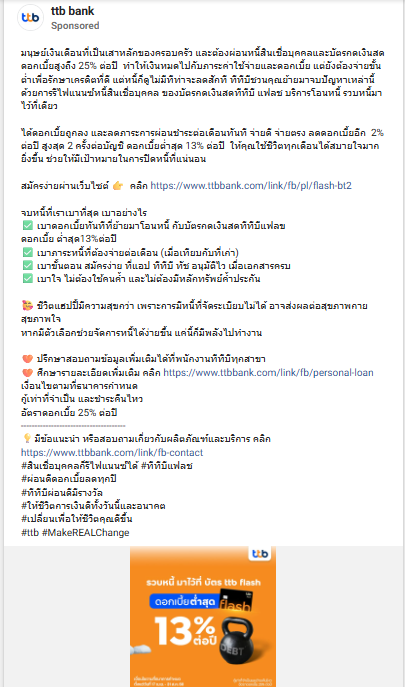 ttb bank
Sponsored
มนุษย์เงินเดือนที่เป็นเสาหลักของครอบครัว และต้องผ่อนหนี้สินเชื่อบุคคลและบัตรกดเงินสด
ดอกเบี้ยสูงถึง 25% ต่อปี ทำให้เงินหมดไปกับภาระค่าใช้จ่ายและดอกเบี้ย แต่ยังต้องจ่ายขั้น
ต่ำเพื่อรักษาเครดิตที่ดี แต่หนี้ก็ดูไม่มีทีท่าจะลดสักที ทีทีบีชวนคุณย้ายมาจบปัญหาเหล่านี้
ด้วยการรีไฟแนนซ์หนี้สินเชื่อบุคคล ของบัตรกดเงินสดทีทีบี แฟลช บริการโอนหนี้ รวบหนี้มา
ไว้ที่เดียว
ได้ดอกเบี้ยถูกลง และลดภาระการผ่อนชำระต่อเดือนทันที จ่ายดี จ่ายตรง ลดดอกเบี้ยอีก 2%
ต่อปี สูงสุด 2 ครั้งต่อบัญชี ดอกเบี้ยต่ำสุด 13% ต่อปี ให้คุณใช้ชีวิตทุกเดือนได้สบายใจมาก
ยิ่งขึ้น ช่วยให้มีเป้าหมายในการปิดหนี้ที่แน่นอน
สมัครง่ายผ่านเว็บไซต์ 👉 คลิก https://www.ttbbank.com/link/fb/pl/flash-bt2
จบหนี้ที่เราเบาที่สุด เบาอย่างไร
✅ เบาดอกเบี้ยทันทีที่ย้ายมาโอนหนี้ กับบัตรกดเงินสดทีทีบีแฟลช
ดอกเบี้ย ต่ำสุด13%ต่อปี
✅ เบาภาระหนี้ที่ต้องจ่ายต่อเดือน (เมื่อเทียบกับที่เก่า)
✅ เบาขั้นตอน สมัครง่าย ที่แอป ทีทีบี ทัช อนุมัติไว เมื่อเอกสารครบ
✅ เบาใจ ไม่ต้องใช้คนค้ำ และไม่ต้องมีหลักทรัพย์ค้ำประกัน
🥰 ชีวิตแฮปปี้มีความสุขกว่า เพราะการมีหนี้ที่จัดระเบียบไม่ได้ อาจส่งผลต่อสุขภาพกาย
สุขภาพใจ
หากมีตัวเลือกช่วยจัดการหนี้ได้ง่ายขึ้น แค่นี้ก็มีพลังไปทำงาน
❤️ ปรึกษาสอบถามข้อมูลเพิ่มเติมได้ที่พนักงานทีทีบีทุกสาขา
❤️ ศึกษารายละเอียดเพิ่มเติม คลิก https://www.ttbbank.com/link/fb/personal-loan
เงื่อนไขตามที่ธนาคารกำหนด
กู้เท่าที่จำเป็น และชำระคืนไหว
อัตราดอกเบี้ย 25% ต่อปี
-----------------------------------
💡มีข้อแนะนำ หรือสอบถามเกี่ยวกับผลิตภัณฑ์และบริการ คลิก
https://www.ttbbank.com/link/fb-contact
#สินเชื่อบุคคลก็รีไฟแนนซ์ได้ #ทีทีบีแฟลช
#ผ่อนดีดอกเบี้ยลดทุกปี
#ทีทีบีผ่อนดีมีรางวัล
#ให้ชีวิตการเงินดีทั้งวันนี้และอนาคต
#เปลี่ยนเพื่อให้ชีวิตคุณดีขึ้น
#ttb #MakeREALChange
ttb
รวบหนี้ มาไว้ที่ บัตร ttb flash
ดอกเบี้ยต่ำสุด
flash
13%
ต่อปี
DEBT